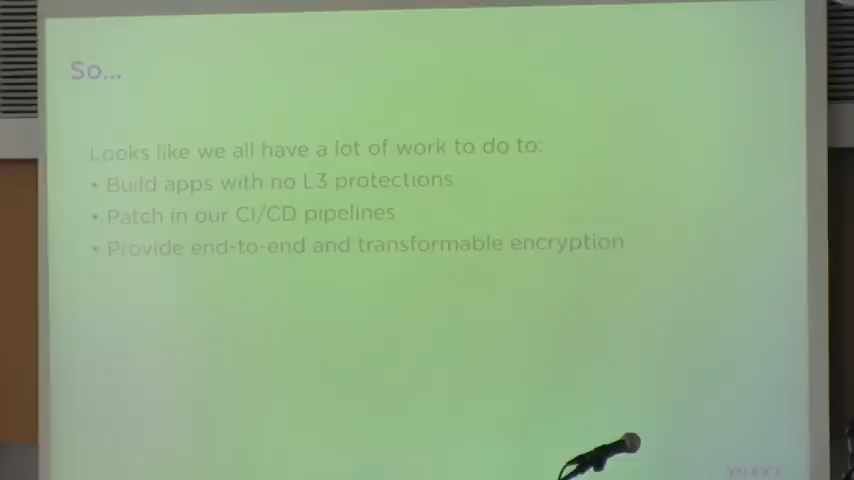 So...
Looks like we all have a lot of work to do to:
• Build apps with no L3 protections
• Patch in our CI/CD pipelines
• Provide end-to-end and transformable encryption
YAHOO!